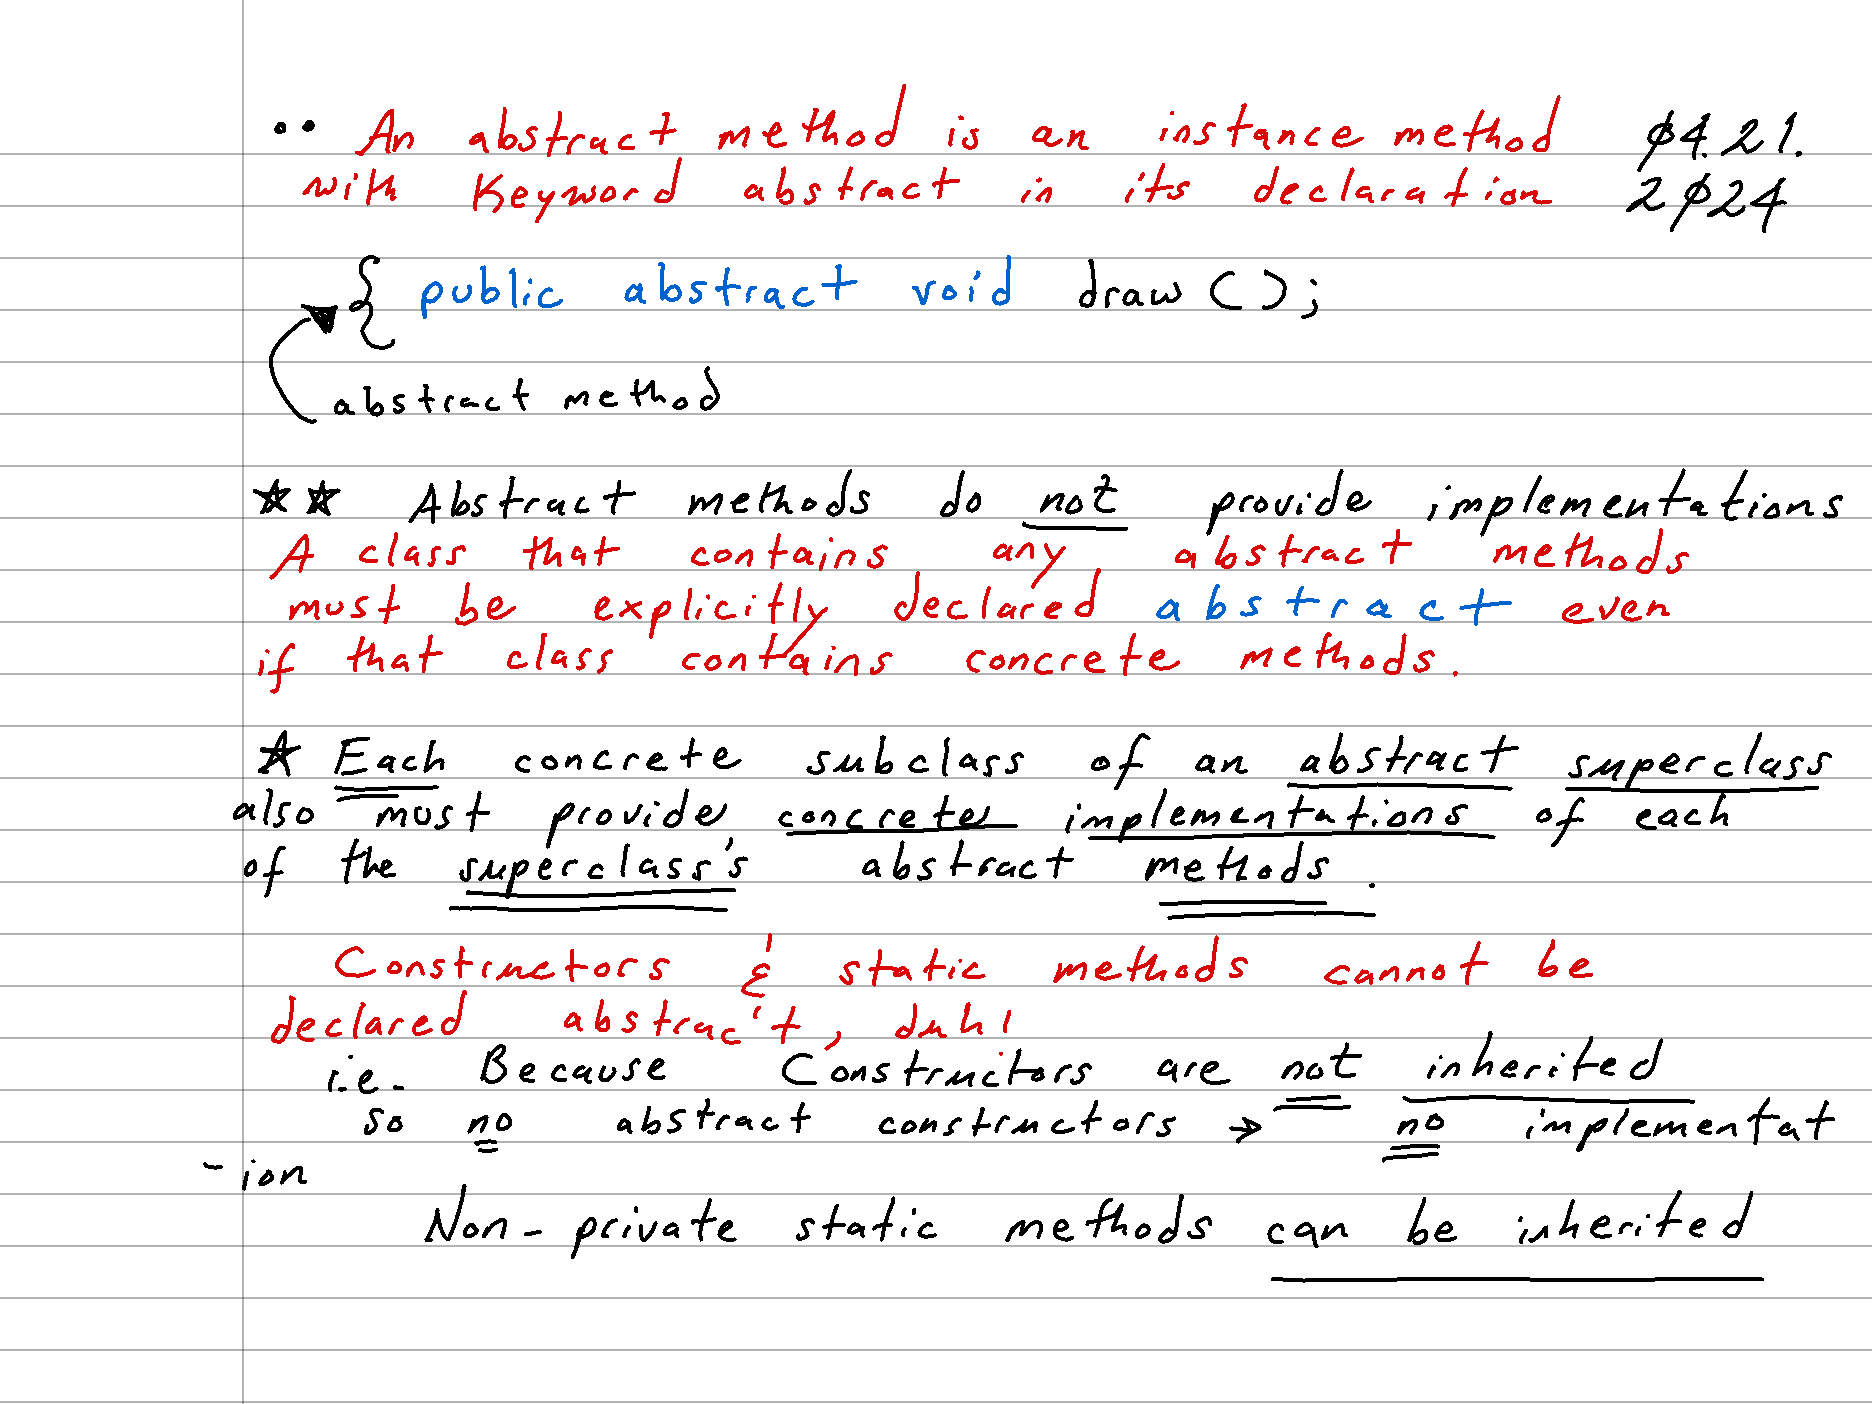 •• An abstract method is an instance method φ4.21.
with Keyword abstract in its declaration 2φ24
{ public abstract void draw ();
abstract method
★★ Abstract methods do not provide implementations
A class that contains any abstract methods
must be explicitly declared abstract even
if that class contains concrete methods.
★ Each concrete subclass of an abstract superclass
also must provide concrete implementations of each
of the superclass's abstract methods.
Constructors & static methods cannot be
declared abstrac't, duh!
i.e. Because Constructors are not inherited
so no abstract constructors → no implementat
-ion
Non-private static methods can be inherited